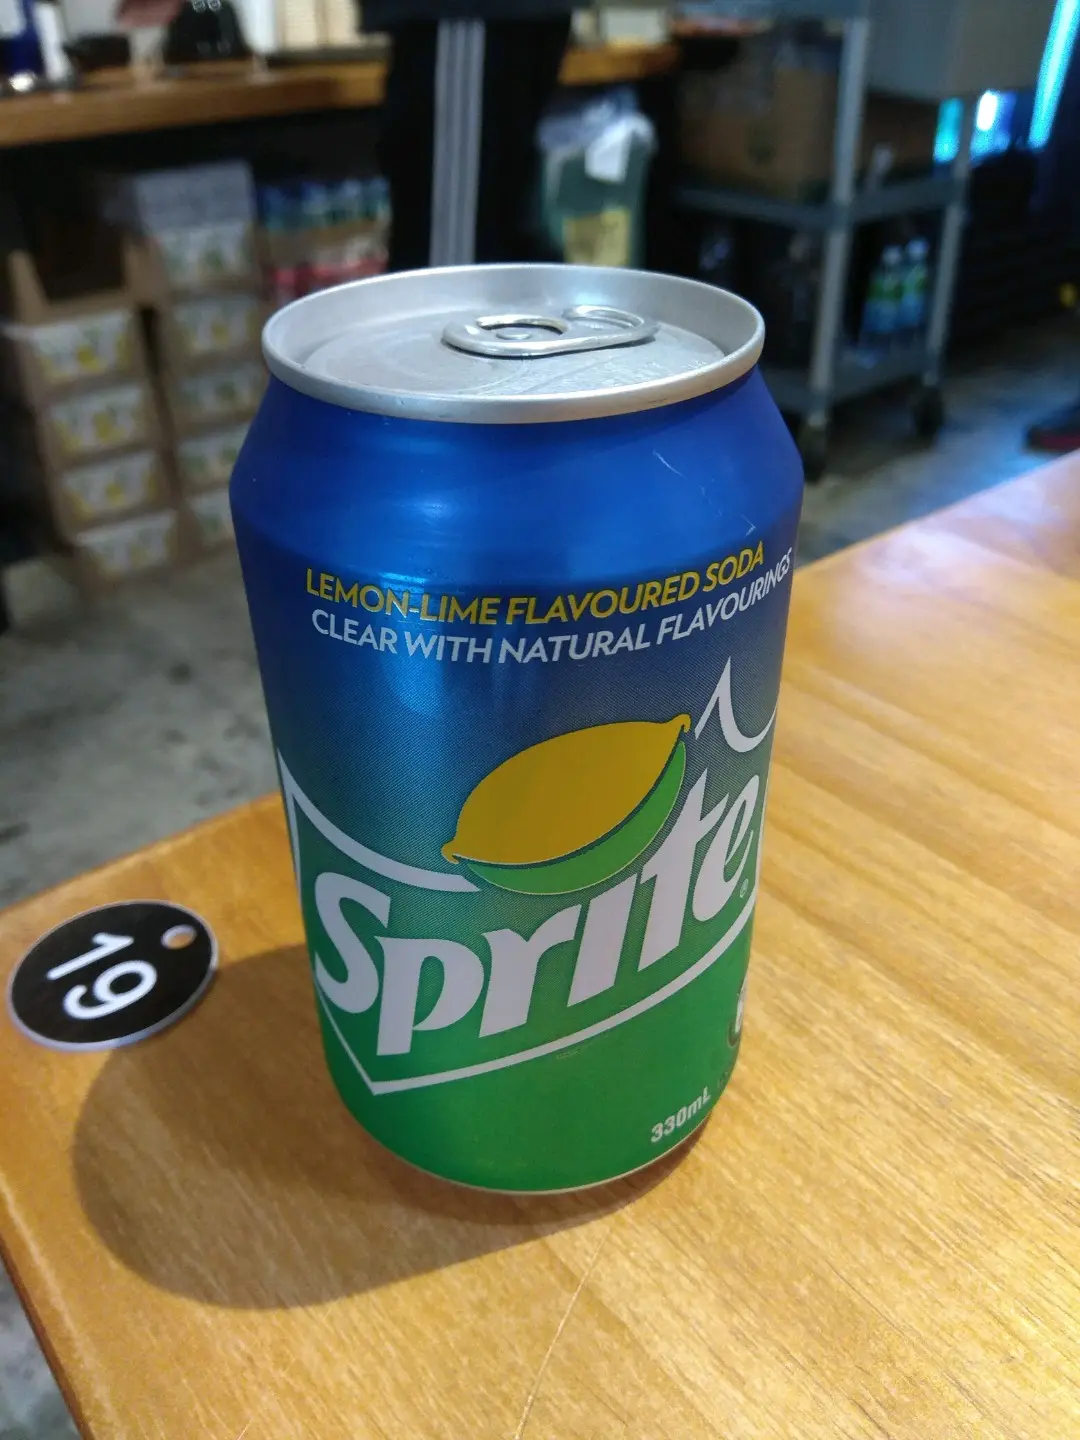 LEMON-LIME FLAVOURED SODA
CLEAR WITH NATURAL FLAVOURINGS
Sprite
330mL
19